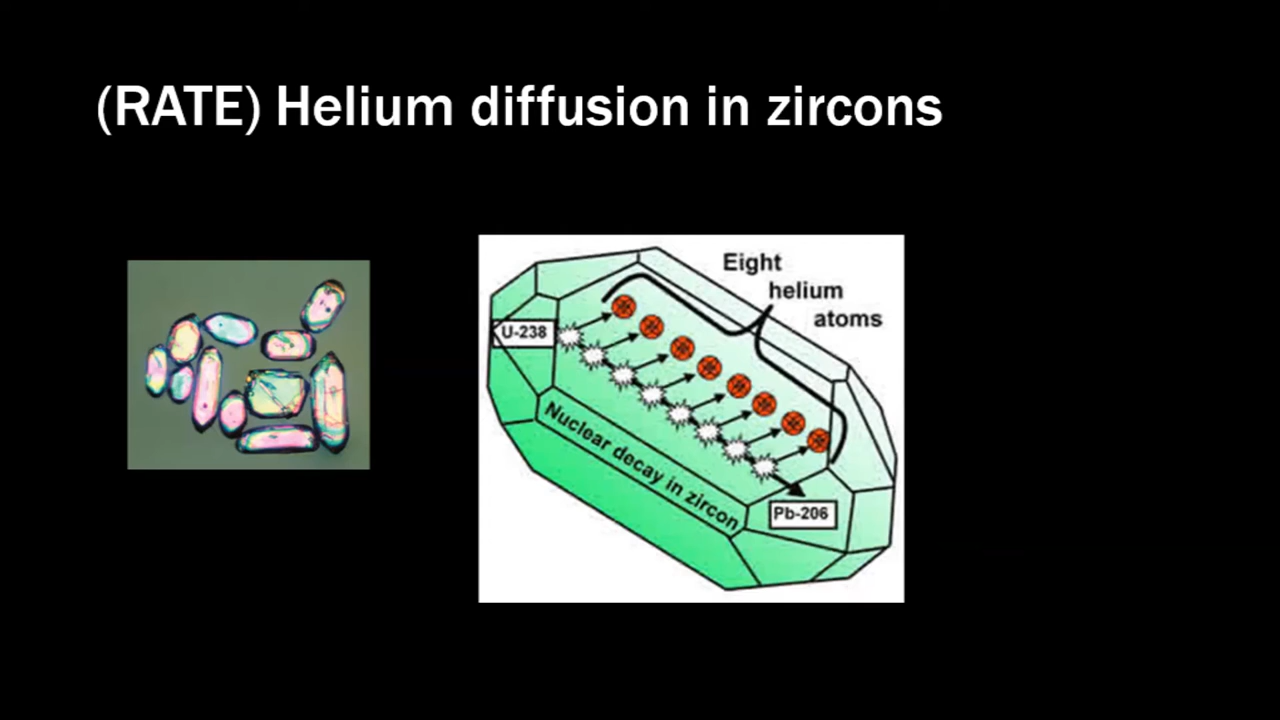 (RATE) Helium diffusion in zircons
Eight
helium
atoms
U-238
Nuclear decay in zircon
Pb-206